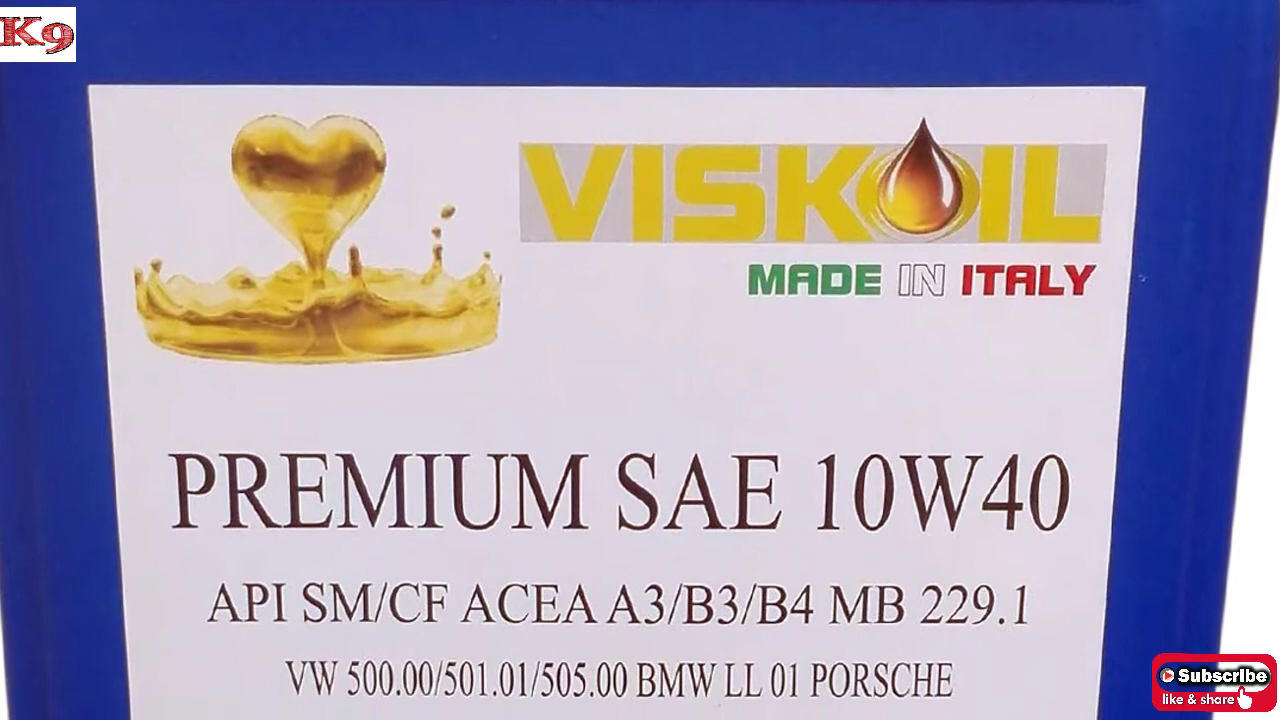 K9
VISKOIL
MADE IN ITALY
PREMIUM SAE 10W40
API SM/CF ACEA A3/B3/B4 MB 229.1
VW 500.00/501.01/505.00 BMW LL 01 PORSCHE
Subscribe
like & share